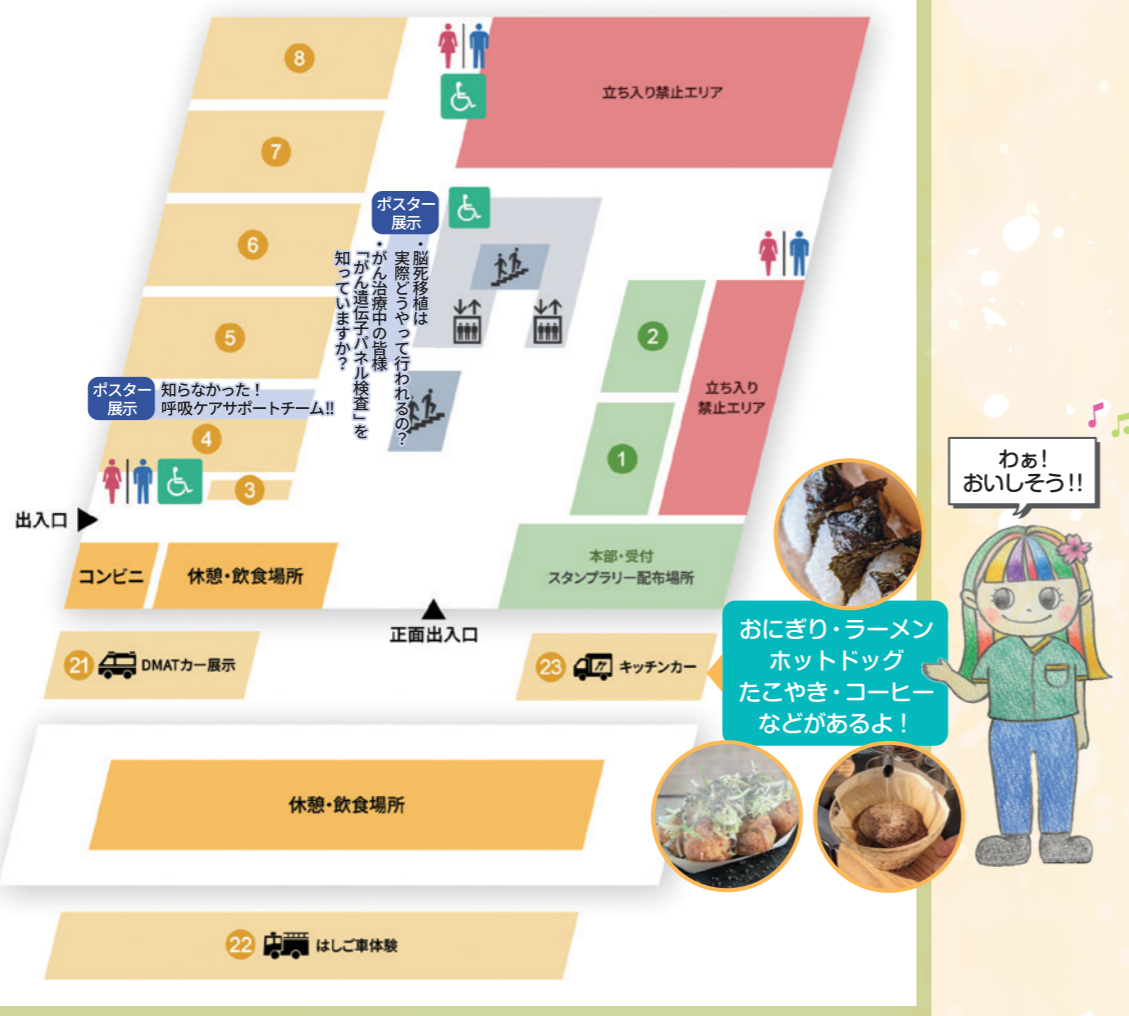 8
立ち入り禁止エリア
7
ポスター
展示
・脳死移植は
実際どうやって行われるの？
・がん治療中の皆様
「がん遺伝子パネル検査」を
知っていますか？
6
5
2
立ち入り
禁止エリア
1
ポスター
展示
知らなかった！
呼吸ケアサポートチーム!!
4
3
出入口
コンビニ
休憩・飲食場所
本部・受付
スタンプラリー配布場所
正面出入口
21 DMATカー展示
23 キッチンカー
わぁ！
おいしそう!!
おにぎり・ラーメン
ホットドッグ
たこやき・コーヒー
などがあるよ！
休憩・飲食場所
22 はしご車体験